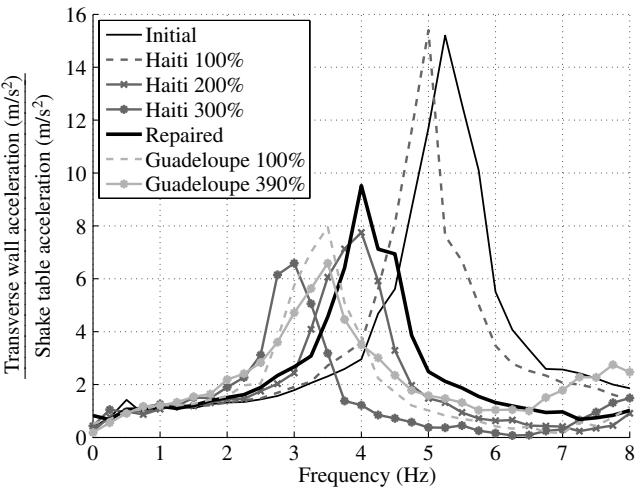 Transverse wall acceleration (m/s²)
Shake table acceleration (m/s²)
16
14
12
10
8
6
4
2
0
Initial
Haiti 100%
Haiti 200%
Haiti 300%
Repaired
Guadeloupe 100%
Guadeloupe 390%
0 1 2 3 4 5 6 7 8
Frequency (Hz)